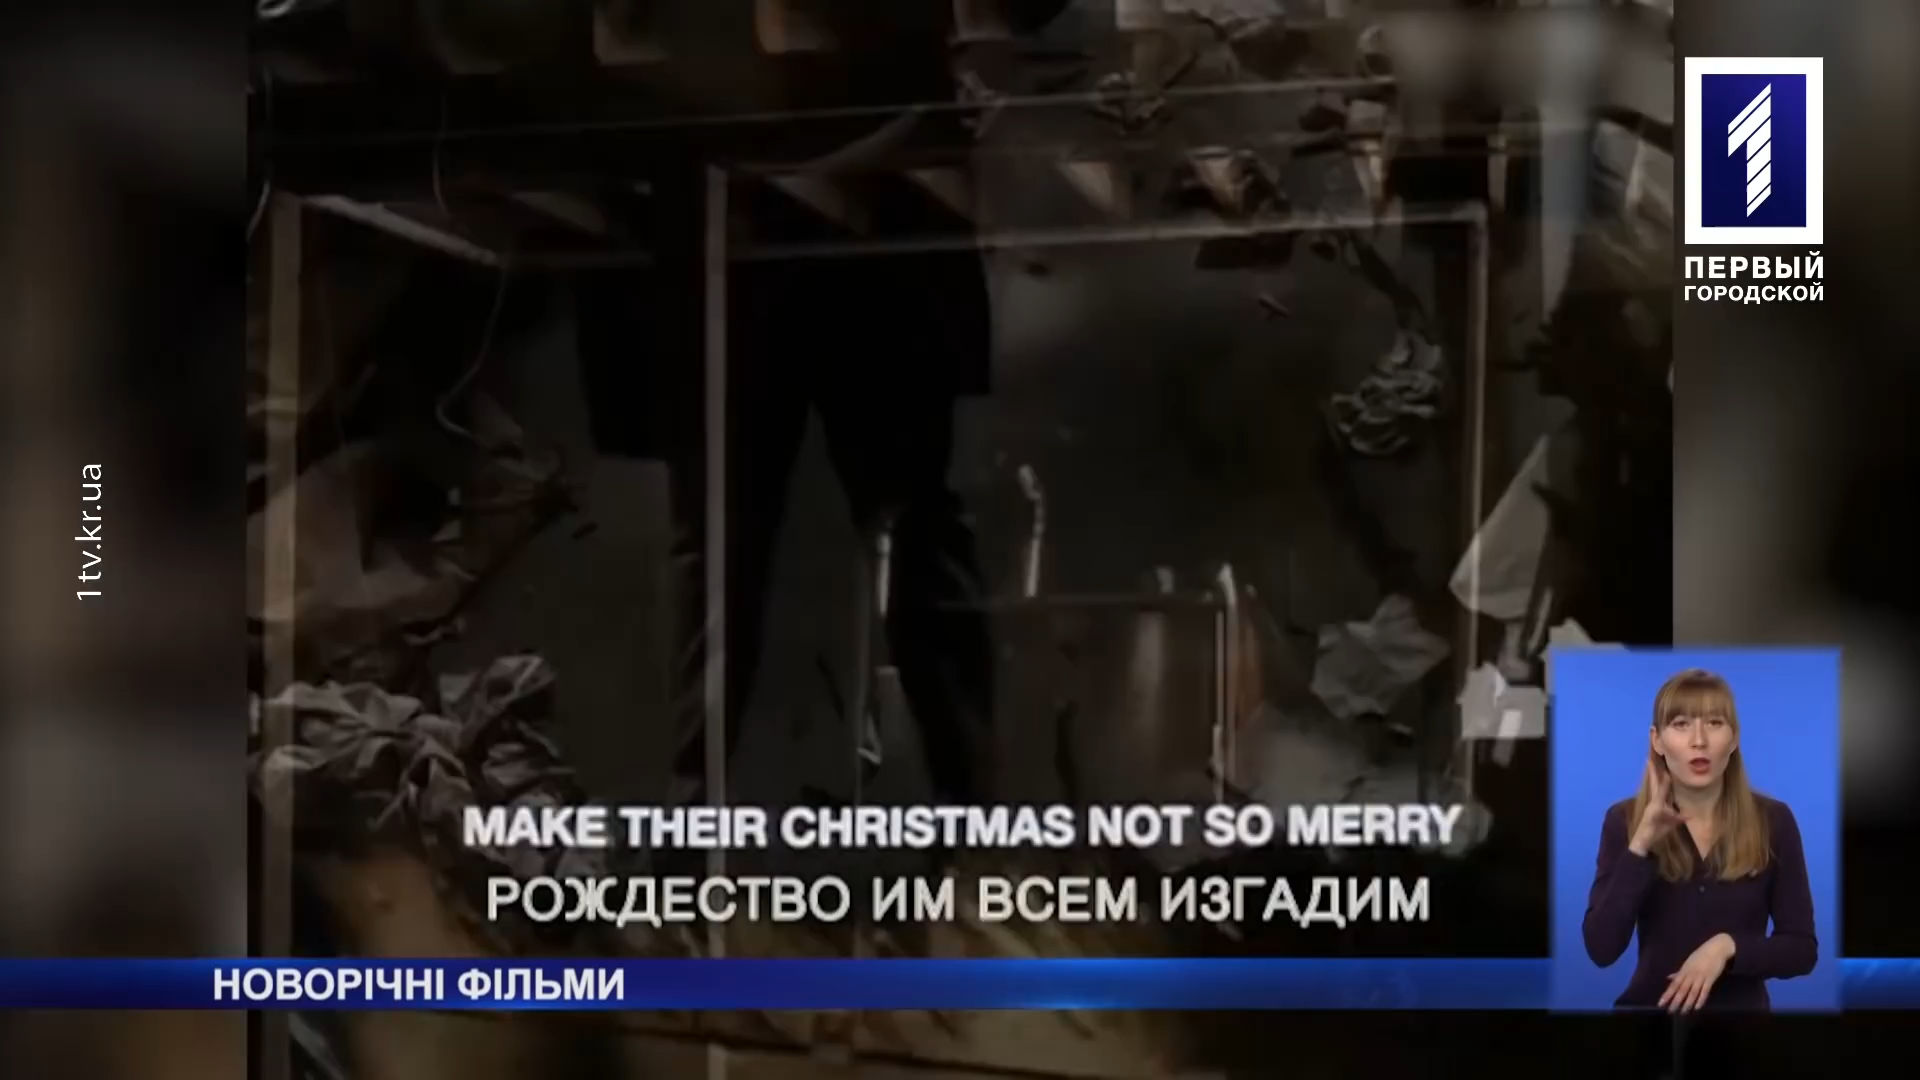 ПЕРВЫЙ
ГОРОДСКОЙ
1tv.kr.ua
MAKE THEIR CHRISTMAS NOT SO MERRY
РОЖДЕСТВО ИМ ВСЕМ ИЗГАДИМ
НОВОРІЧНІ ФІЛЬМИ